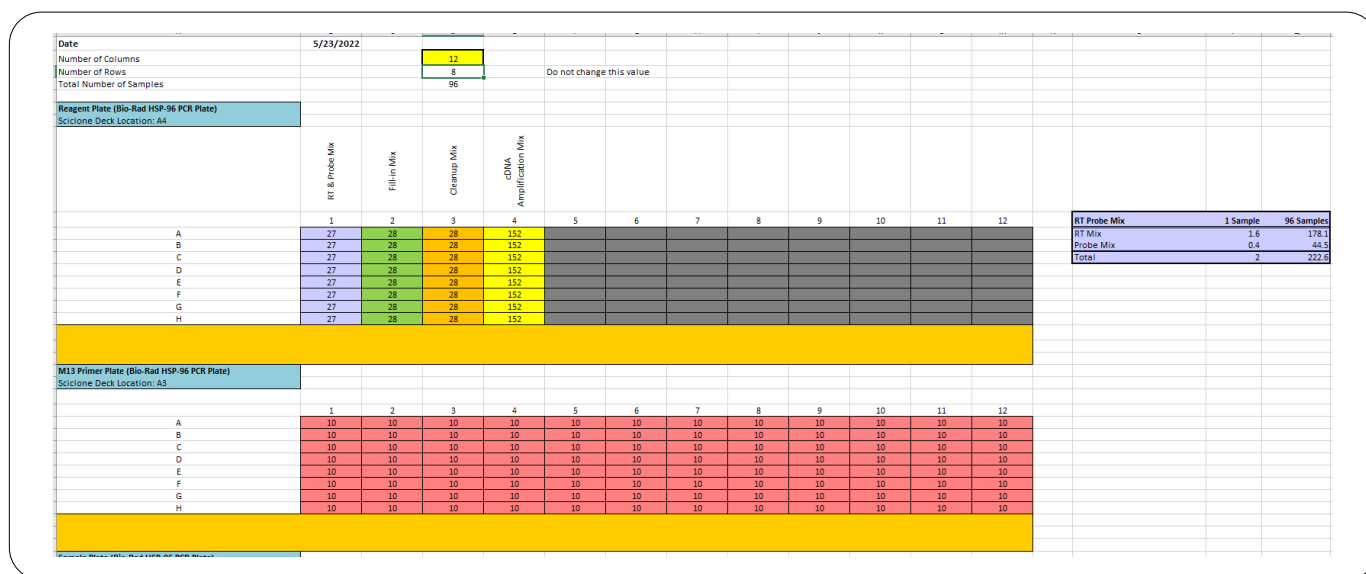 Date 5/23/2022
Number of Columns 12
Number of Rows 8 Do not change this value
Total Number of Samples 96
Reagent Plate (Bio-Rad HSP-96 PCR Plate)
Sciclone Deck Location: A4
RT & Probe Mix
Fill-in Mix
Cleanup Mix
cDNA
Amplification Mix
1 2 3 4 5 6 7 8 9 10 11 12 RT Probe Mix 1 Sample 96 Samples
A 27 28 28 152 RT Mix 1.6 178.1
B 27 28 28 152 Probe Mix 0.4 44.5
C 27 28 28 152 Total 2 222.6
D 27 28 28 152
E 27 28 28 152
F 27 28 28 152
G 27 28 28 152
H 27 28 28 152
M13 Primer Plate (Bio-Rad HSP-96 PCR Plate)
Sciclone Deck Location: A3
1 2 3 4 5 6 7 8 9 10 11 12
A 10 10 10 10 10 10 10 10 10 10 10 10
B 10 10 10 10 10 10 10 10 10 10 10 10
C 10 10 10 10 10 10 10 10 10 10 10 10
D 10 10 10 10 10 10 10 10 10 10 10 10
E 10 10 10 10 10 10 10 10 10 10 10 10
F 10 10 10 10 10 10 10 10 10 10 10 10
G 10 10 10 10 10 10 10 10 10 10 10 10
H 10 10 10 10 10 10 10 10 10 10 10 10